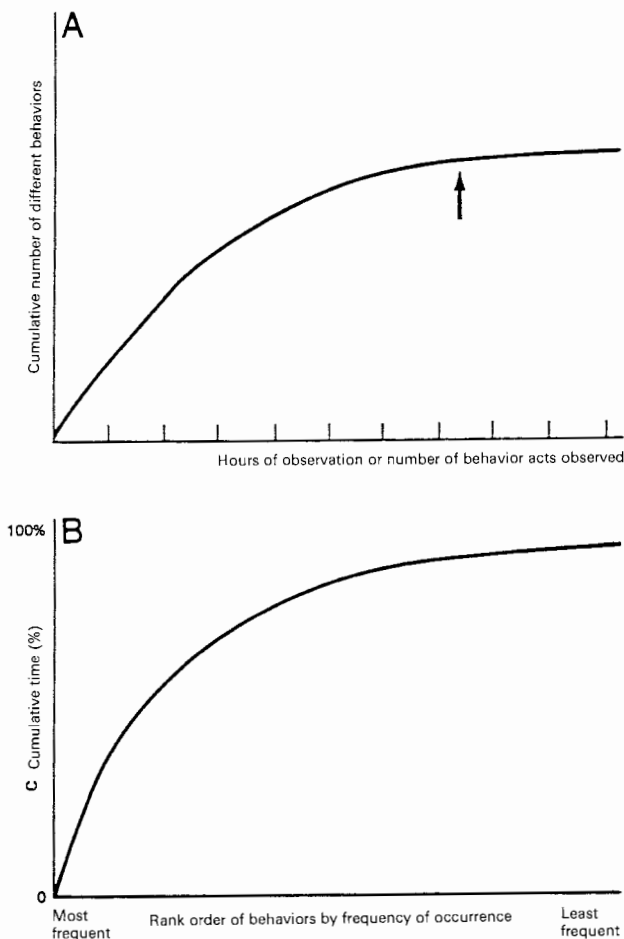 A
Cumulative number of different behaviors
Hours of observation or number of behavior acts observed
B
100%
C Cumulative time (%)
0
Most frequent
Rank order of behaviors by frequency of occurrence
Least frequent